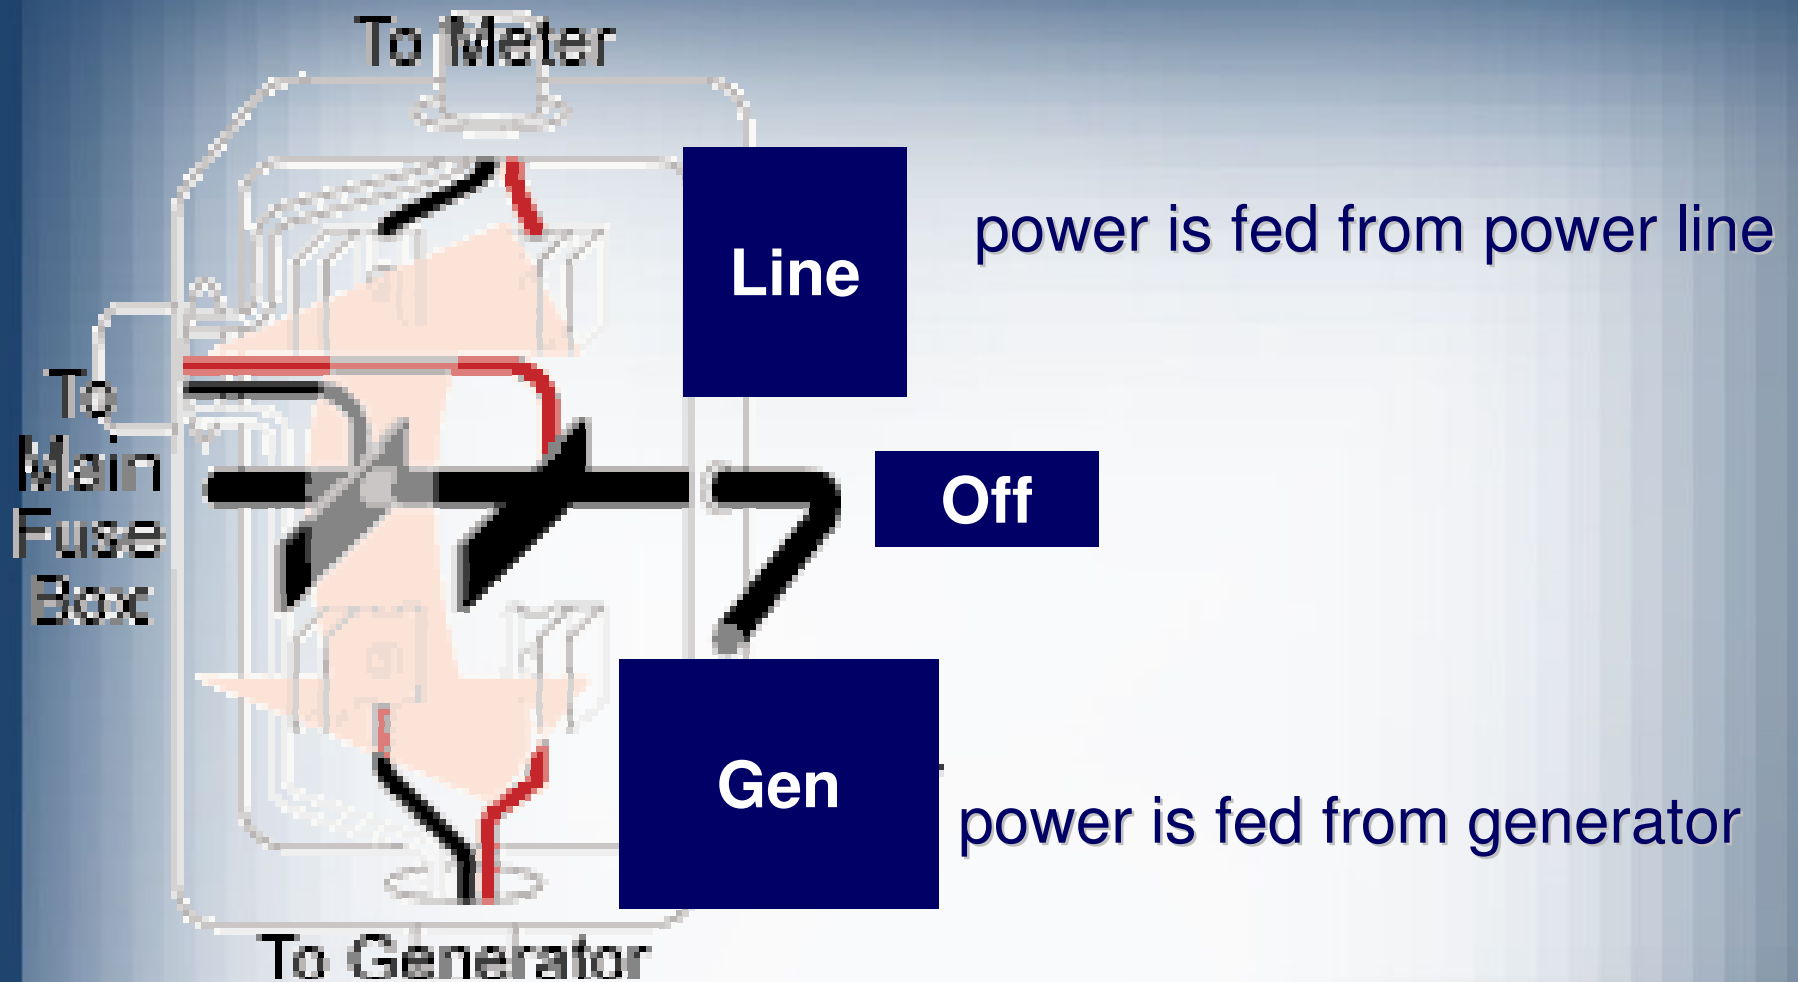 To Meter
Line
power is fed from power line
To
Main
Fuse
Box
Off
Gen
power is fed from generator
To Generator